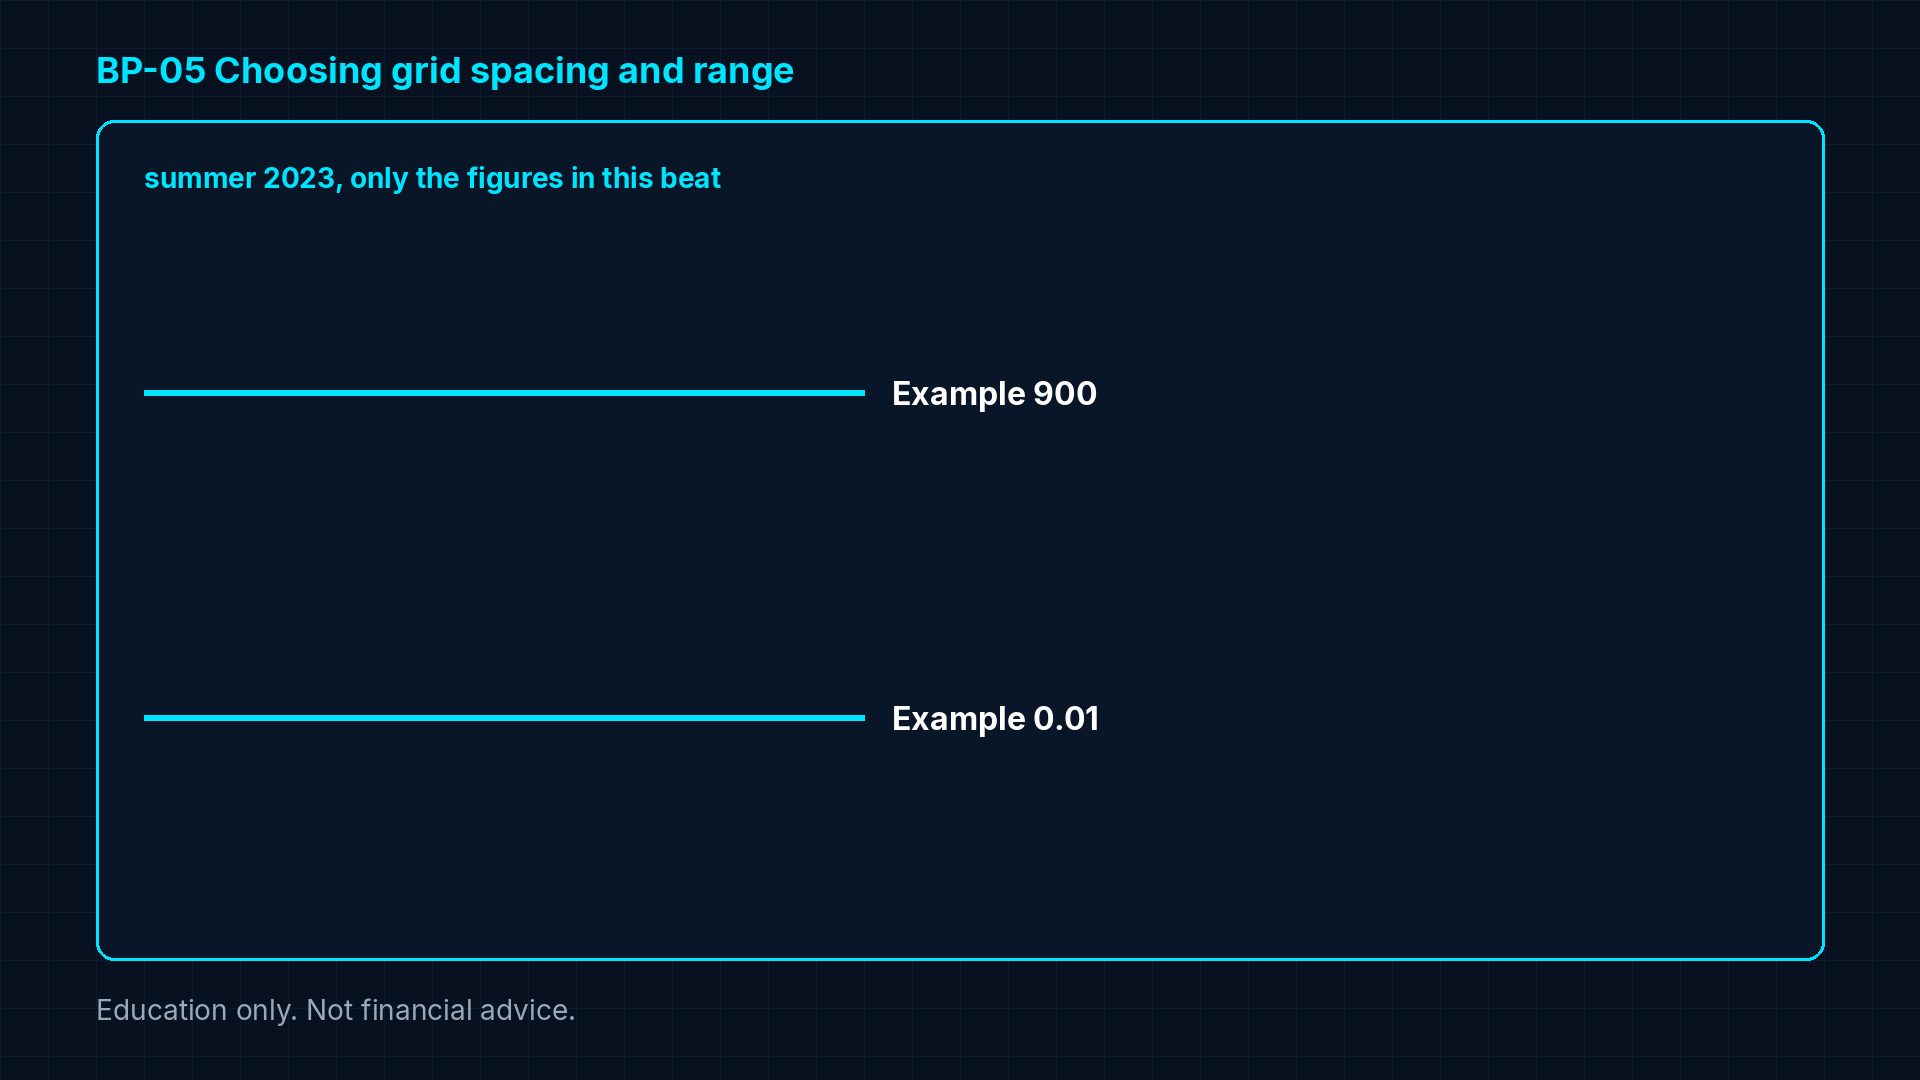 BP-05 Choosing grid spacing and range
summer 2023, only the figures in this beat
Example 900
Example 0.01
Education only. Not financial advice.